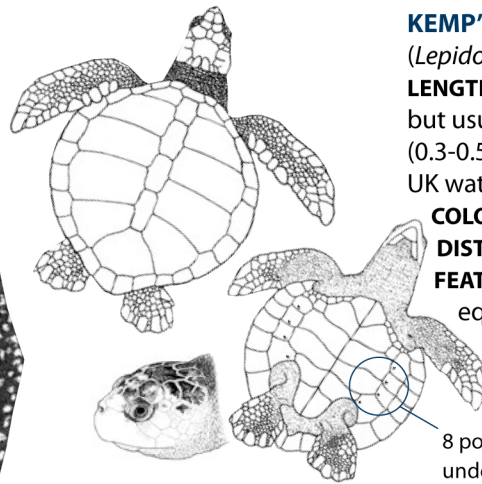 KEMP'
(Lepido
LENGTH
but usu
(0.3-0.5
UK wat
COLO
DIST
FEAT
eq
8 po
unde